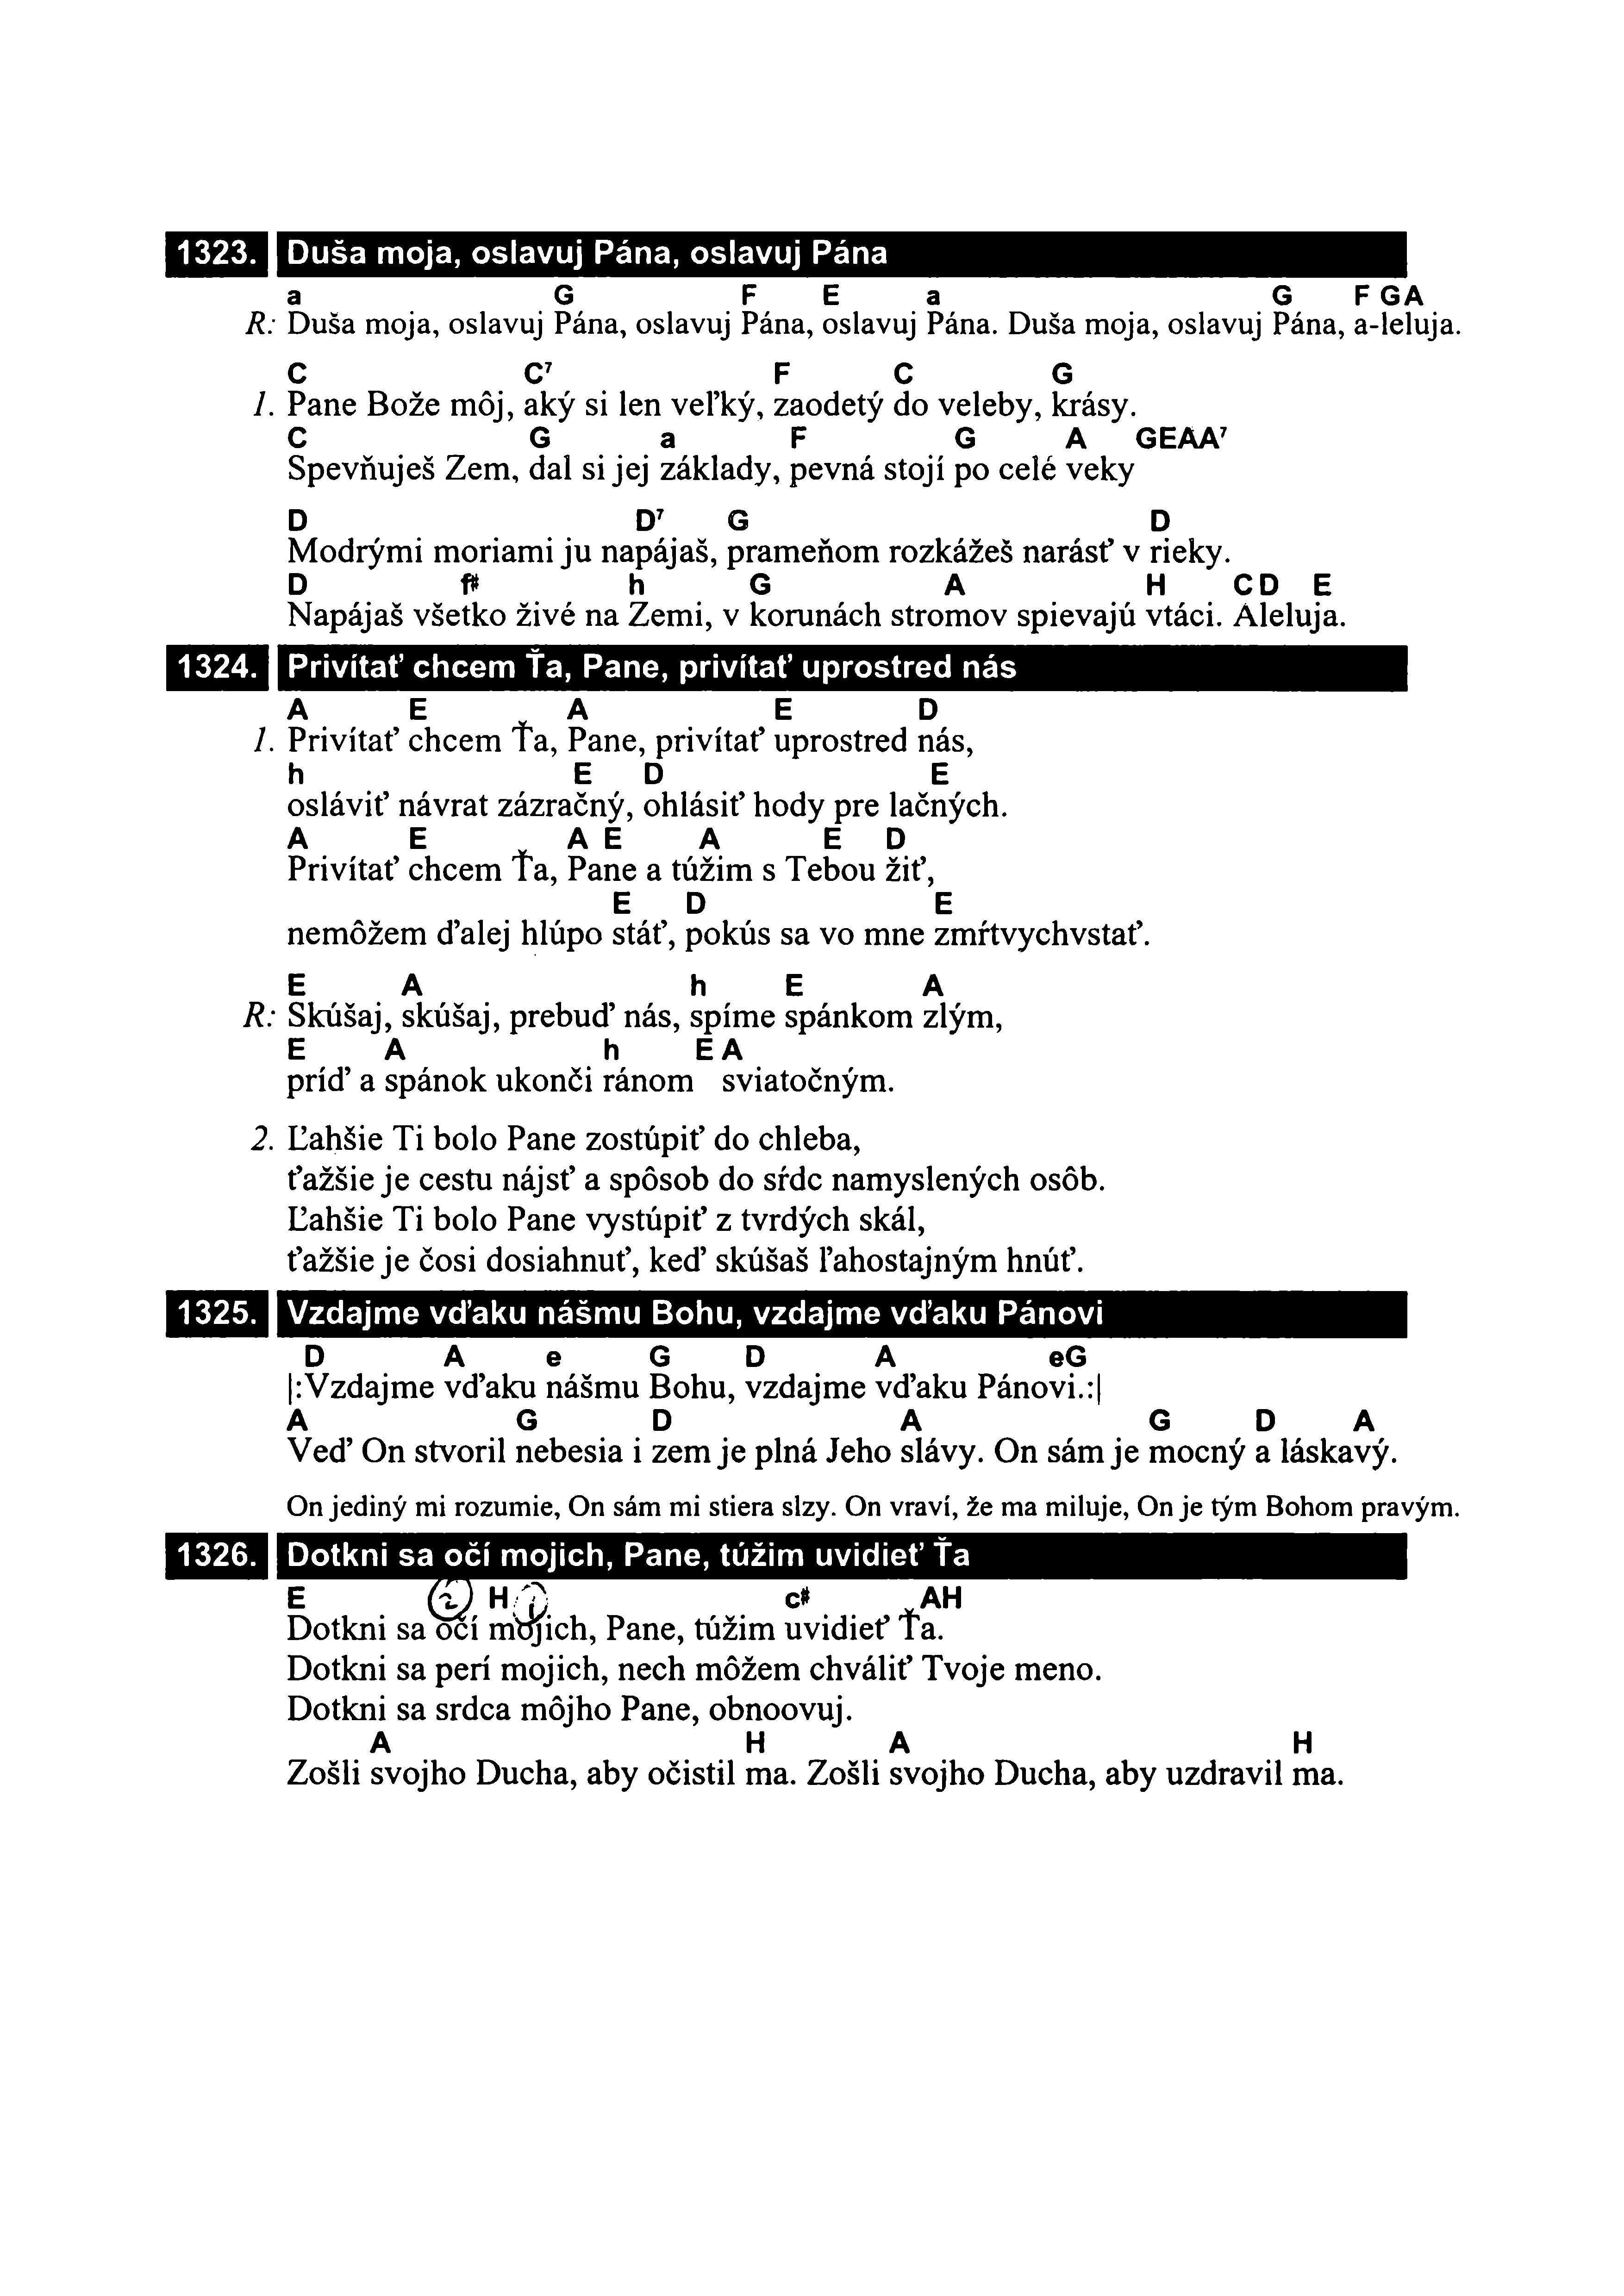 1323. Duša moja, oslavuj Pána, oslavuj Pána
a G F E a G F G A
R: Duša moja, oslavuj Pána, oslavuj Pána, oslavuj Pána. Duša moja, oslavuj Pána, a-leluja.
C C7 F C G
1. Pane Bože môj, aký si len veľký, zaodetý do veleby, krásy.
C G a F G A GEAA7
Spevňuješ Zem, dal si jej základy, pevná stojí po celé veky
D D7 G D
Modrými moriami ju napájaš, prameňom rozkážeš narásť v rieky.
D f# h G A H C D E
Napájaš všetko živé na Zemi, v korunách stromov spievajú vtáci. Aleluja.
1324. Privítať chcem Ťa, Pane, privítať uprostred nás
A E A E D
1. Privítať chcem Ťa, Pane, privítať uprostred nás,
h E D E
osláviť návrat zázračný, ohlásiť hody pre lačných.
A E A E A E D
Privítať chcem Ťa, Pane a túžim s Tebou žiť,
E D E
nemôžem ďalej hlúpo stáť, pokús sa vo mne zmŕtvychvstať.
E A h E A
R: Skúšaj, skúšaj, prebuď nás, spíme spánkom zlým,
E A h E A
príď a spánok ukonči ránom sviatočným.
2. Ľahšie Ti bolo Pane zostúpiť do chleba,
ťažšie je cestu nájsť a spôsob do sŕdc namyslených osôb.
Ľahšie Ti bolo Pane vystúpiť z tvrdých skál,
ťažšie je čosi dosiahnuť, keď skúšaš ľahostajným hnúť.
1325. Vzdajme vďaku nášmu Bohu, vzdajme vďaku Pánovi
D A e G D A eG
|:Vzdajme vďaku nášmu Bohu, vzdajme vďaku Pánovi.:|
A G D A G D A
Veď On stvoril nebesia i zem je plná Jeho slávy. On sám je mocný a láskavý.
On jediný mi rozumie, On sám mi stiera slzy. On vraví, že ma miluje, On je tým Bohom pravým.
1326. Dotkni sa očí mojich, Pane, túžim uvidieť Ťa
E 2 H 1 c# AH
Dotkni sa očí mojich, Pane, túžim uvidieť Ťa.
Dotkni sa perí mojich, nech môžem chváliť Tvoje meno.
Dotkni sa srdca môjho Pane, obnoovuj.
A H A H
Zošli svojho Ducha, aby očistil ma. Zošli svojho Ducha, aby uzdravil ma.